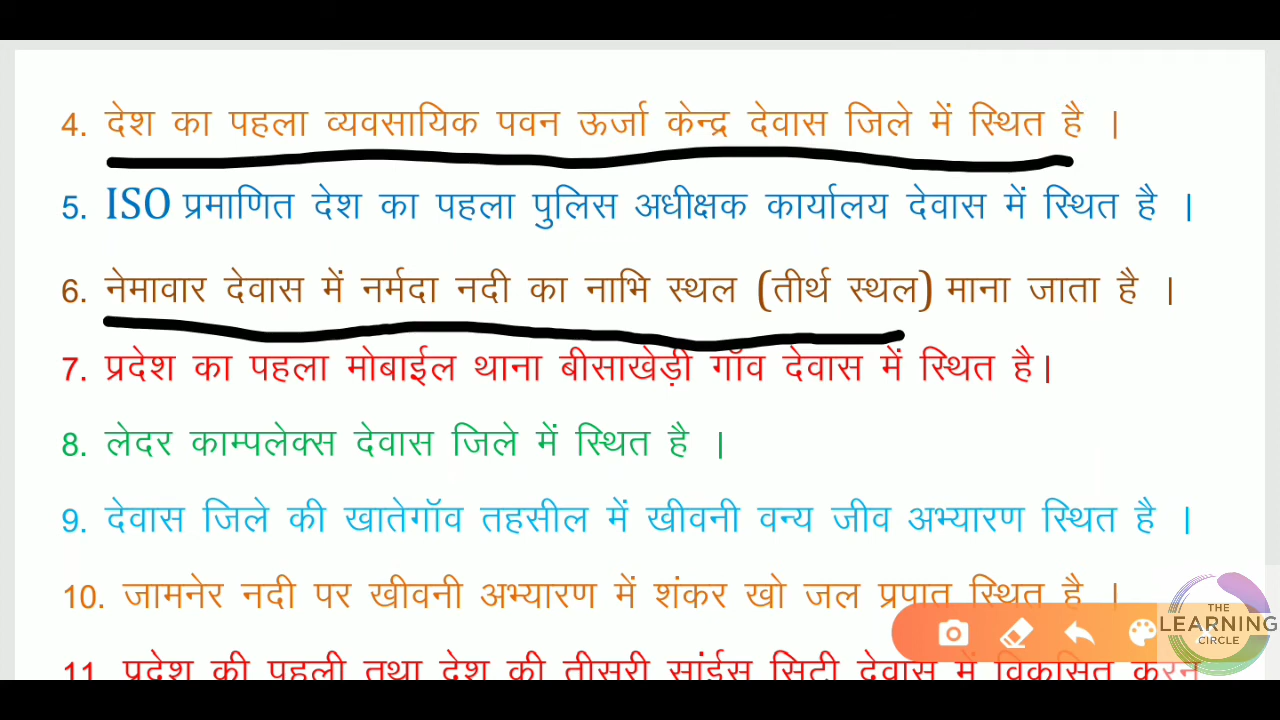 4. देश का पहला व्यवसायिक पवन ऊर्जा केन्द्र देवास जिले में स्थित है ।
5. ISO प्रमाणित देश का पहला पुलिस अधीक्षक कार्यालय देवास में स्थित है ।
6. नेमावार देवास में नर्मदा नदी का नाभि स्थल (तीर्थ स्थल) माना जाता है ।
7. प्रदेश का पहला मोबाईल थाना बीसाखेड़ी गॉव देवास में स्थित है।
8. लेदर काम्पलेक्स देवास जिले में स्थित है ।
9. देवास जिले की खातेगॉव तहसील में खीवनी वन्य जीव अभ्यारण स्थित है ।
10. जामनेर नदी पर खीवनी अभ्यारण में शंकर खो जल प्रपात स्थित है ।
11. प्रदेश की पहली तथा देश की तीसरी सांईस सिटी देवास में विकसित करने
THE
LEARNING
CIRCLE